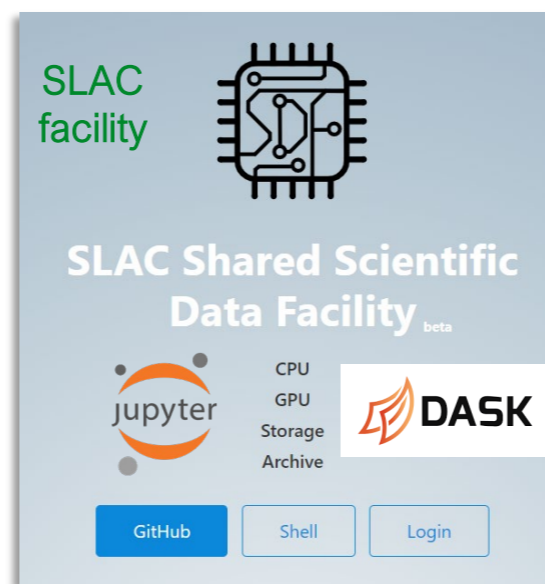 SLAC
facility
SLAC Shared Scientific
Data Facility beta
jupyter
CPU
GPU
Storage
Archive
DASK
GitHub
Shell
Login